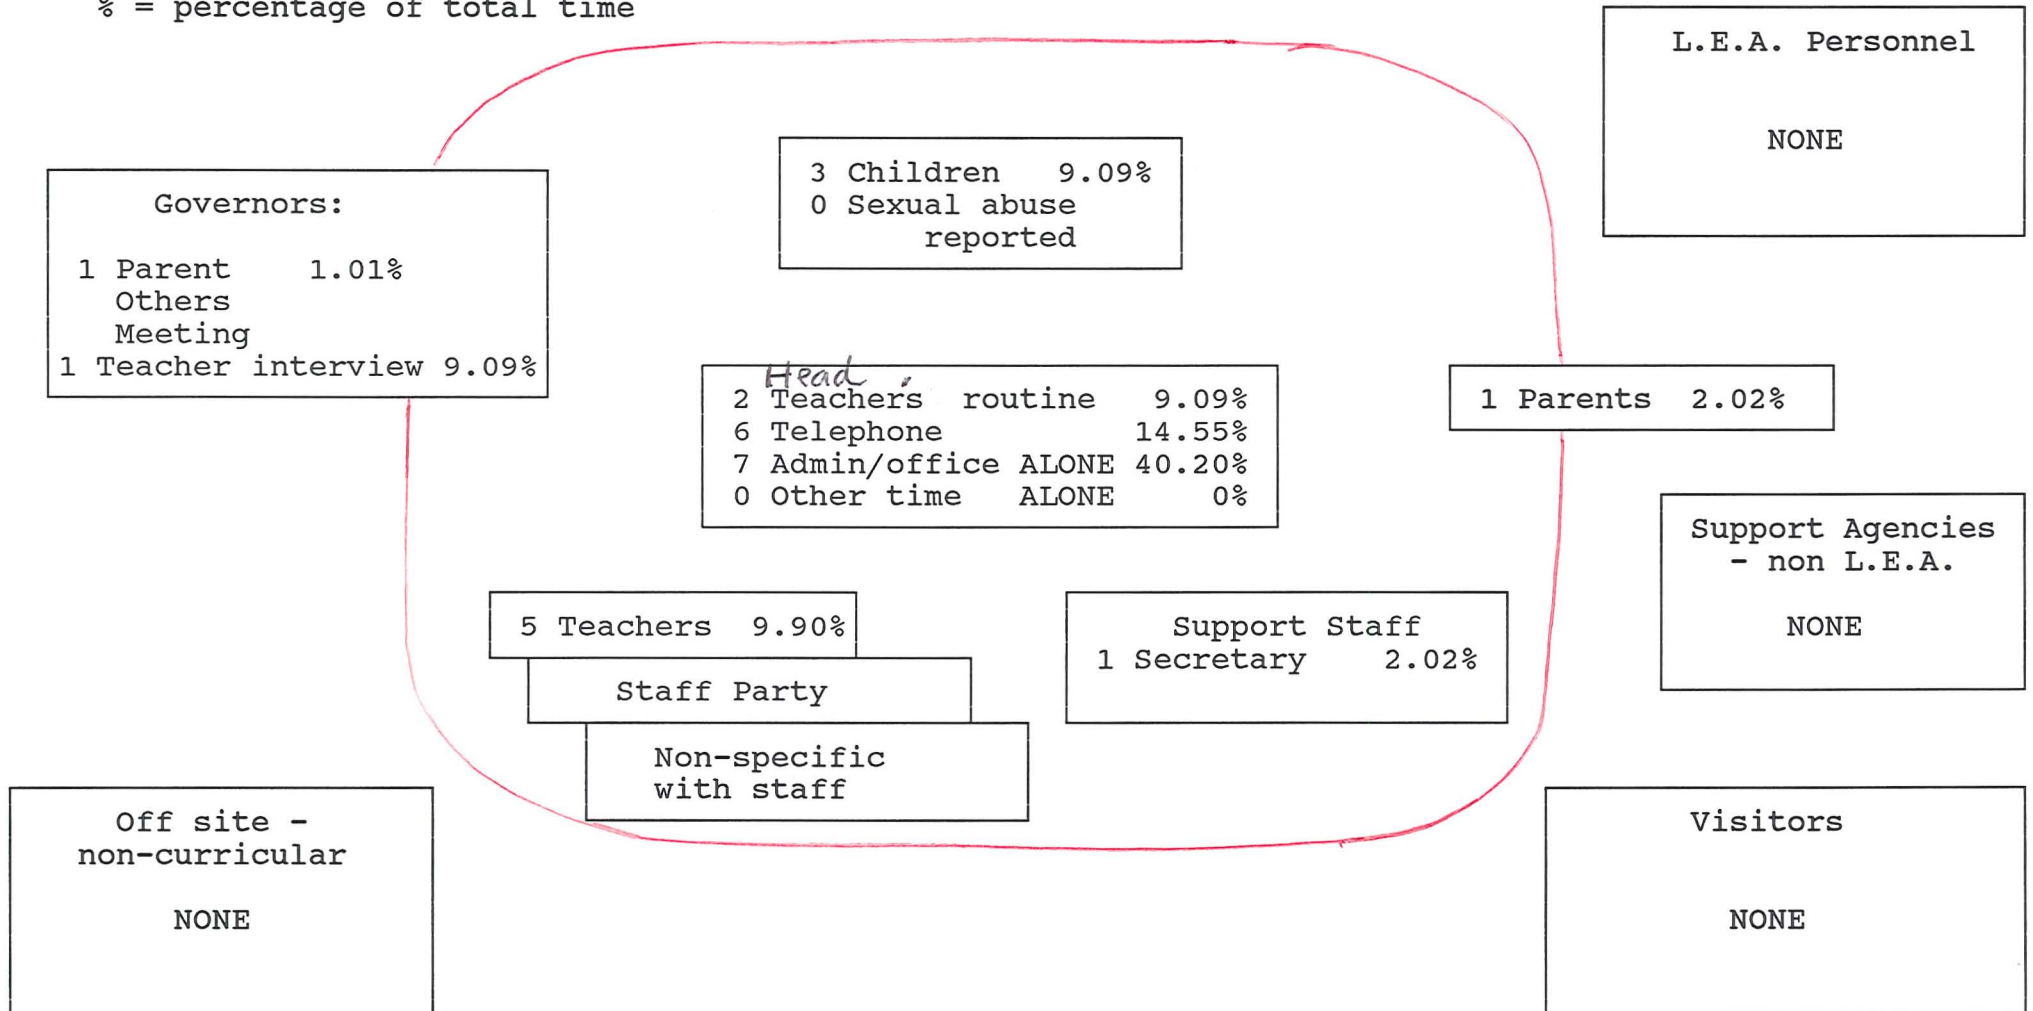 % = percentage of total time
L.E.A. Personnel
NONE
3 Children 9.09%
0 Sexual abuse
reported
Governors:
1 Parent 1.01%
Others
Meeting
1 Teacher interview 9.09%
Head
2 Teachers routine 9.09%
6 Telephone 14.55%
7 Admin/office ALONE 40.20%
0 Other time ALONE 0%
1 Parents 2.02%
Support Agencies
- non L.E.A.
NONE
5 Teachers 9.90%
Staff Party
Non-specific
with staff
Support Staff
1 Secretary 2.02%
Off site -
non-curricular
NONE
Visitors
NONE